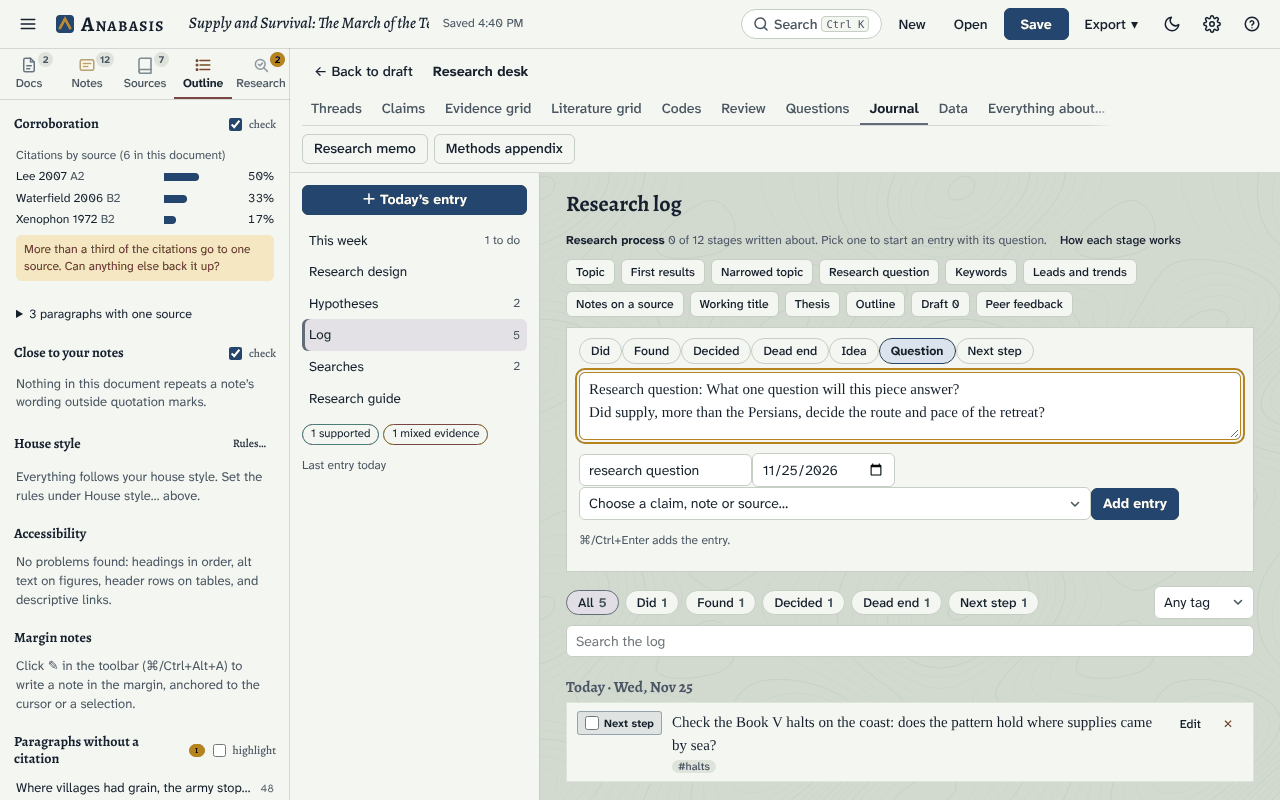 Anabasis
Supply and Survival: The March of the Te
Saved 4:40 PM
Search Ctrl K
New
Open
Save
Export ▾
Docs 2
Notes 12
Sources 7
Outline
Research 2
Corroboration
check
Citations by source (6 in this document)
Lee 2007 A2 50%
Waterfield 2006 B2 33%
Xenophon 1972 B2 17%
More than a third of the citations go to one
source. Can anything else back it up?
▶ 3 paragraphs with one source
Close to your notes
check
Nothing in this document repeats a note's
wording outside quotation marks.
House style
Rules…
Everything follows your house style. Set the
rules under House style… above.
Accessibility
No problems found: headings in order, alt
text on figures, header rows on tables, and
descriptive links.
Margin notes
Click ✎ in the toolbar (⌘/Ctrl+Alt+A) to
write a note in the margin, anchored to the
cursor or a selection.
Paragraphs without a
citation
1
highlight
Where villages had grain, the army stop… 48
← Back to draft
Research desk
Threads
Claims
Evidence grid
Literature grid
Codes
Review
Questions
Journal
Data
Everything about…
Research memo
Methods appendix
+ Today's entry
This week 1 to do
Research design
Hypotheses 2
Log 5
Searches 2
Research guide
1 supported
1 mixed evidence
Last entry today
Research log
Research process 0 of 12 stages written about. Pick one to start an entry with its question. How each stage works
Topic
First results
Narrowed topic
Research question
Keywords
Leads and trends
Notes on a source
Working title
Thesis
Outline
Draft 0
Peer feedback
Did
Found
Decided
Dead end
Idea
Question
Next step
Research question: What one question will this piece answer?
Did supply, more than the Persians, decide the route and pace of the retreat?
research question
11/25/2026
Choose a claim, note or source…
Add entry
⌘/Ctrl+Enter adds the entry.
All 5
Did 1
Found 1
Decided 1
Dead end 1
Next step 1
Any tag
Search the log
Today · Wed, Nov 25
Next step
Check the Book V halts on the coast: does the pattern hold where supplies came
by sea?
#halts
Edit
×